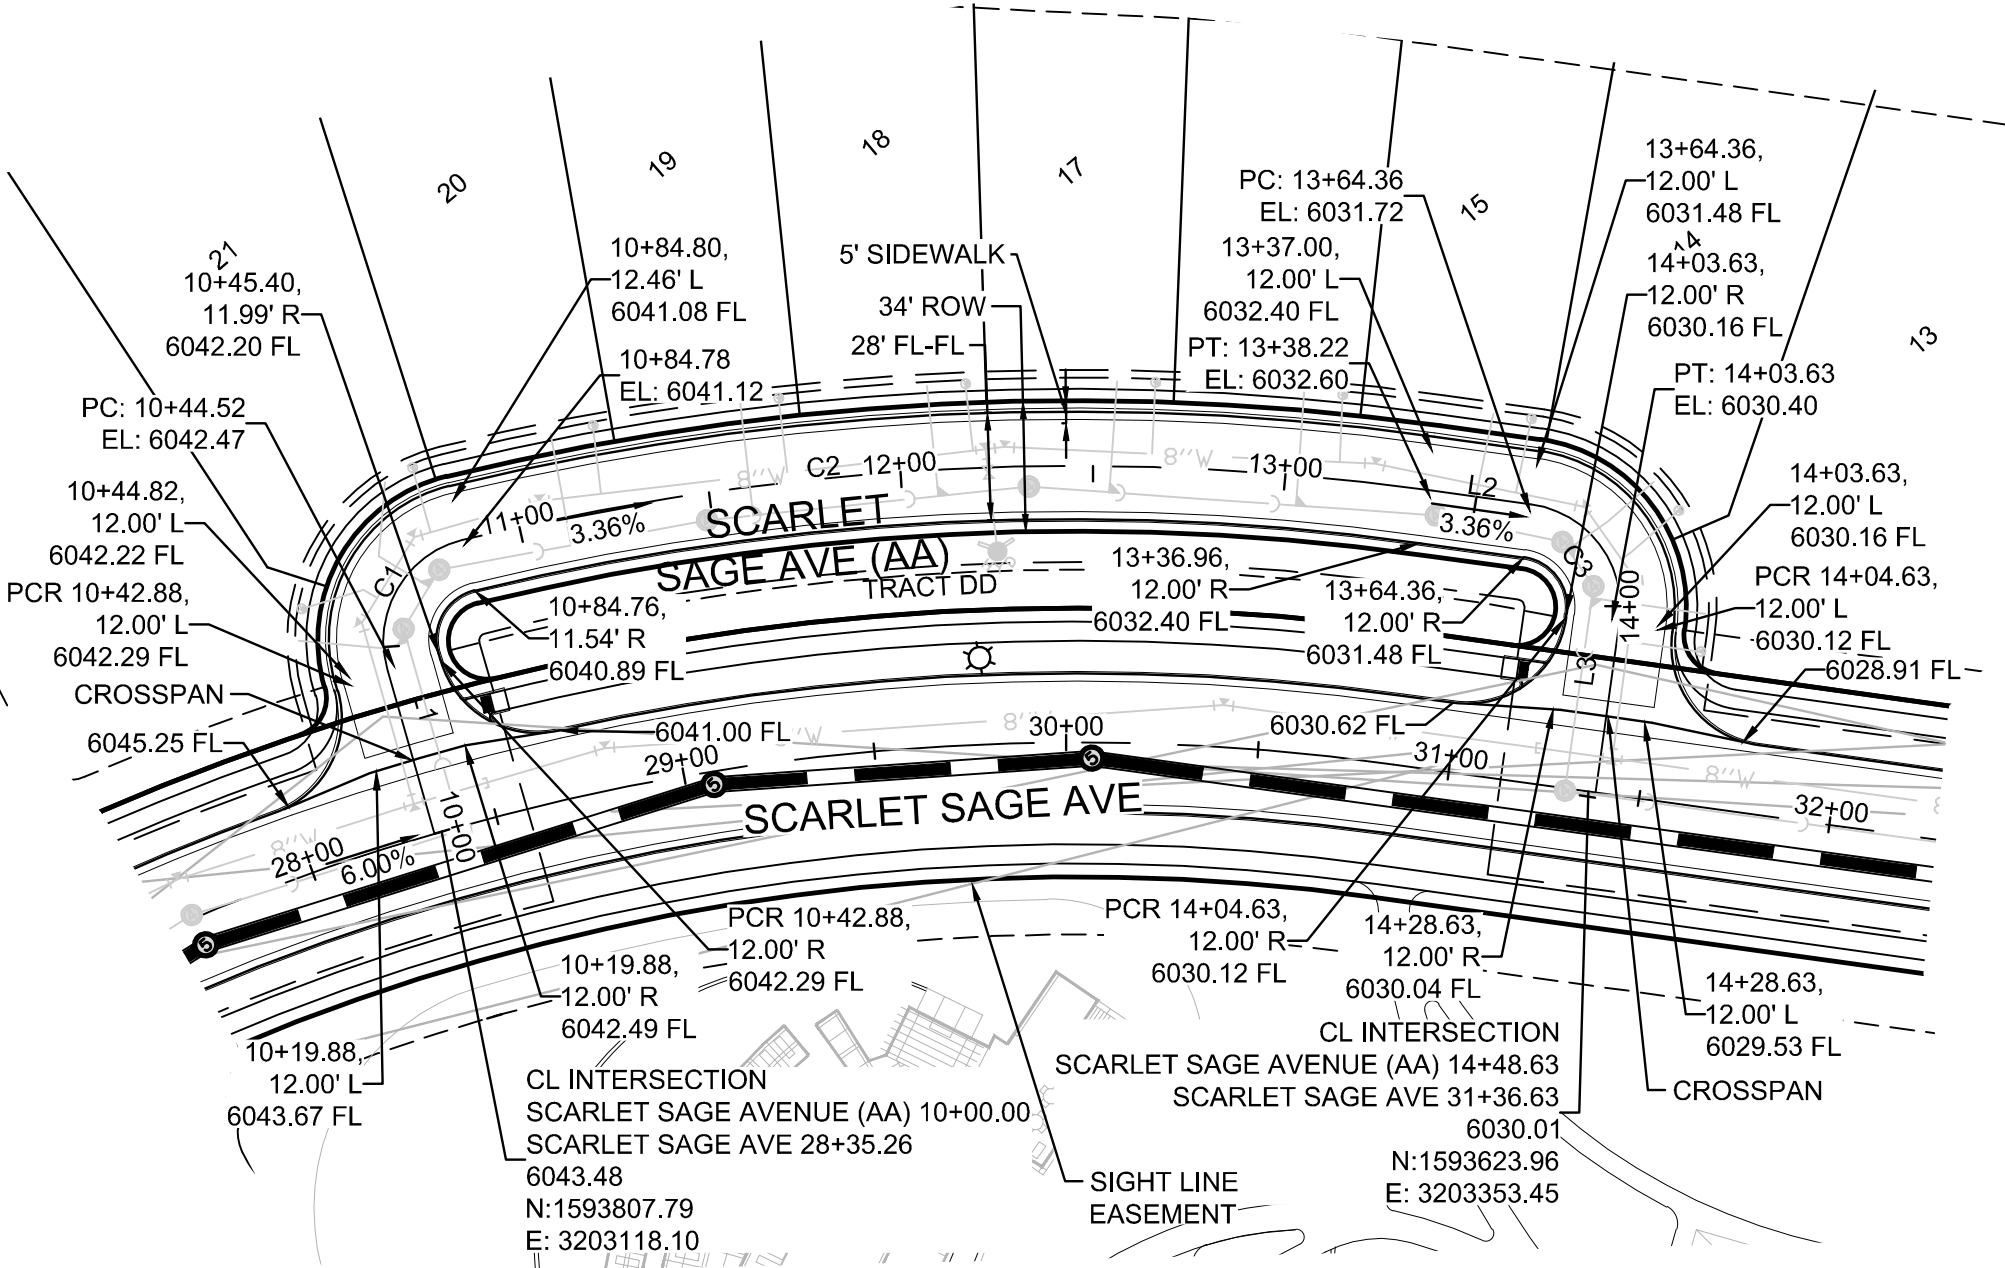 21
20
19
18
17
15
14
13
10+45.40,
11.99' R
6042.20 FL
PC: 10+44.52
EL: 6042.47
10+44.82,
12.00' L
6042.22 FL
PCR 10+42.88,
12.00' L
6042.29 FL
CROSSPAN
6045.25 FL
10+84.80,
12.46' L
6041.08 FL
10+84.78
EL: 6041.12
5' SIDEWALK
34' ROW
28' FL-FL
PC: 13+64.36
EL: 6031.72
13+37.00,
12.00' L
6032.40 FL
PT: 13+38.22
EL: 6032.60
13+64.36,
12.00' L
6031.48 FL
14+03.63,
12.00' R
6030.16 FL
PT: 14+03.63
EL: 6030.40
14+03.63,
12.00' L
6030.16 FL
PCR 14+04.63,
12.00' L
6030.12 FL
6028.91 FL
C1
11+00
3.36%
C2
12+00
8"W
8"W
13+00
L2
3.36%
C3
14+00
L3
L1
SCARLET
SAGE AVE (AA)
TRACT DD
10+84.76,
11.54' R
6040.89 FL
13+36.96,
12.00' R
6032.40 FL
13+64.36,
12.00' R
6031.48 FL
6041.00 FL
6030.62 FL
8"W
8"W
8"W
8"W
10+00
28+00
6.00%
29+00
30+00
31+00
32+00
5
5
5
SCARLET SAGE AVE
PCR 10+42.88,
12.00' R
6042.29 FL
10+19.88,
12.00' R
6042.49 FL
10+19.88,
12.00' L
6043.67 FL
PCR 14+04.63,
12.00' R
6030.12 FL
14+28.63,
12.00' R
6030.04 FL
14+28.63,
12.00' L
6029.53 FL
CROSSPAN
CL INTERSECTION
SCARLET SAGE AVENUE (AA) 10+00.00
SCARLET SAGE AVE 28+35.26
6043.48
N:1593807.79
E: 3203118.10
CL INTERSECTION
SCARLET SAGE AVENUE (AA) 14+48.63
SCARLET SAGE AVE 31+36.63
6030.01
N:1593623.96
E: 3203353.45
SIGHT LINE
EASEMENT